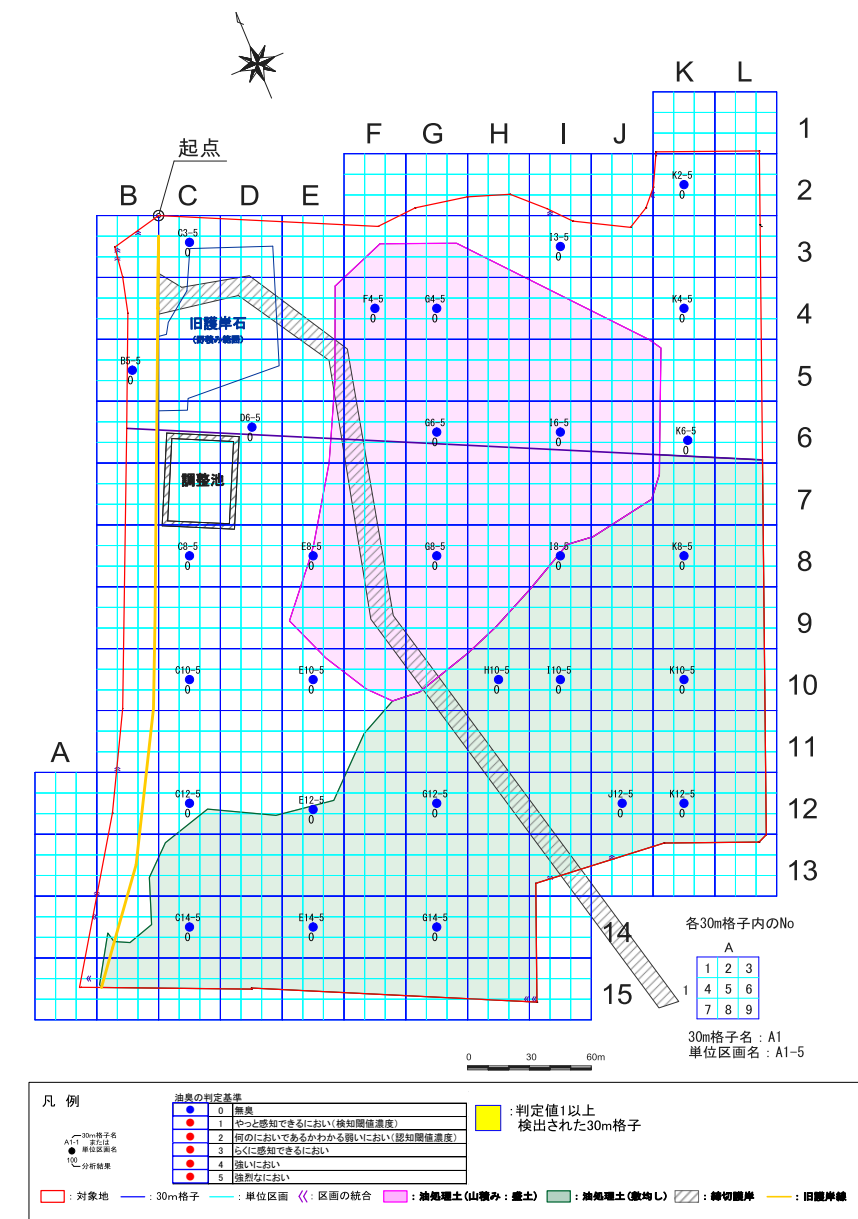 K L
1
F G H I J
起点
2
K2-5
0
B C D E
C3-5
0
I3-5
0
3
F4-5
0
G4-5
0
K4-5
0
4
旧護岸石
(野積み範囲)
B5-5
0
5
D6-5
0
G6-5
0
I6-5
0
K6-5
0
6
調整池
7
C8-5
0
E8-5
0
G8-5
0
I8-5
0
K8-5
0
8
9
C10-5
0
E10-5
0
H10-5
0
I10-5
0
K10-5
0
10
11
A
C12-5
0
E12-5
0
G12-5
0
J12-5
0
K12-5
0
12
13
C14-5
0
E14-5
0
G14-5
0
14
15
各30m格子内のNo
A
1 2 3
1 4 5 6
7 8 9
30m格子名：A1
単位区画名：A1-5
0 30 60m
凡 例
30m格子名
A1-1 または
単位区画名
100
分析結果
油臭の判定基準
0 無臭
1 やっと感知できるにおい(検知閾値濃度)
2 何のにおいであるかわかる弱いにおい(認知閾値濃度)
3 らくに感知できるにおい
4 強いにおい
5 強烈なにおい
：判定値1以上
検出された30m格子
：対象地 ：30m格子 ：単位区画 ：区画の統合 ：油処理土(山積み：盛土) ：油処理土(敷均し) ：締切護岸 ：旧護岸線